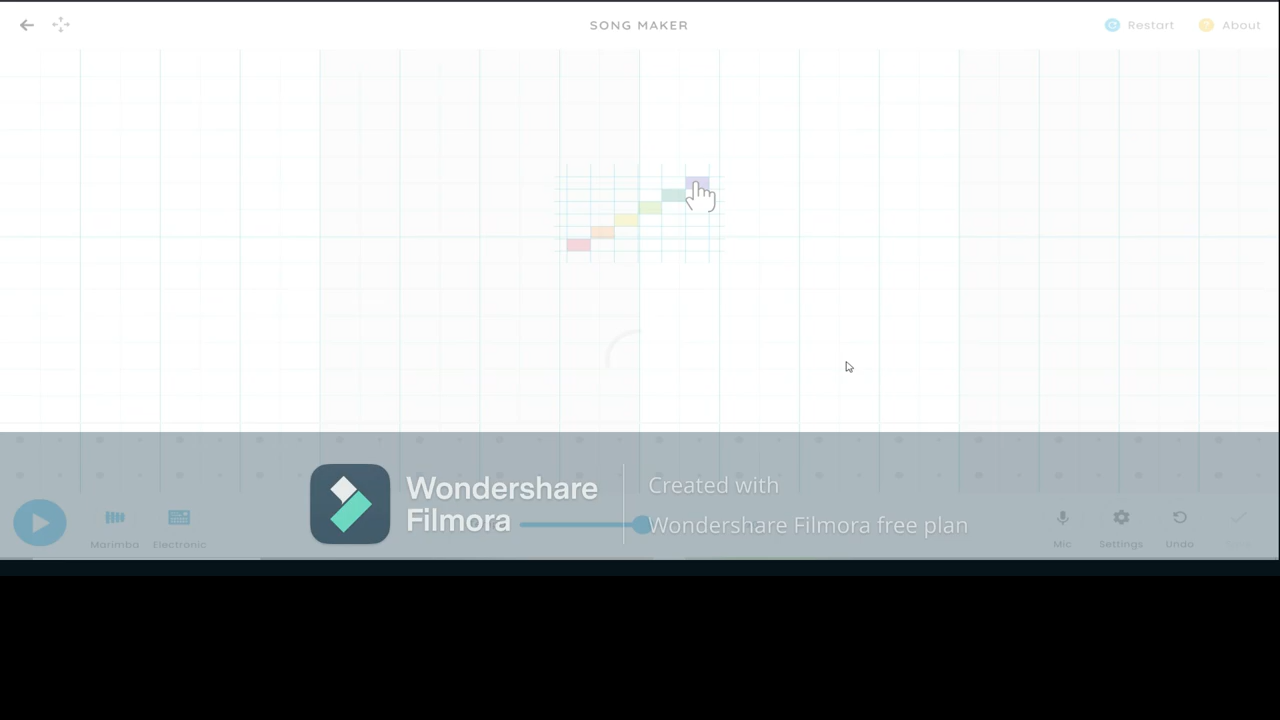 SONG MAKER
Restart
About
Wondershare
Filmora
Created with
Wondershare Filmora free plan
Marimba
Electronic
Mic
Settings
Undo